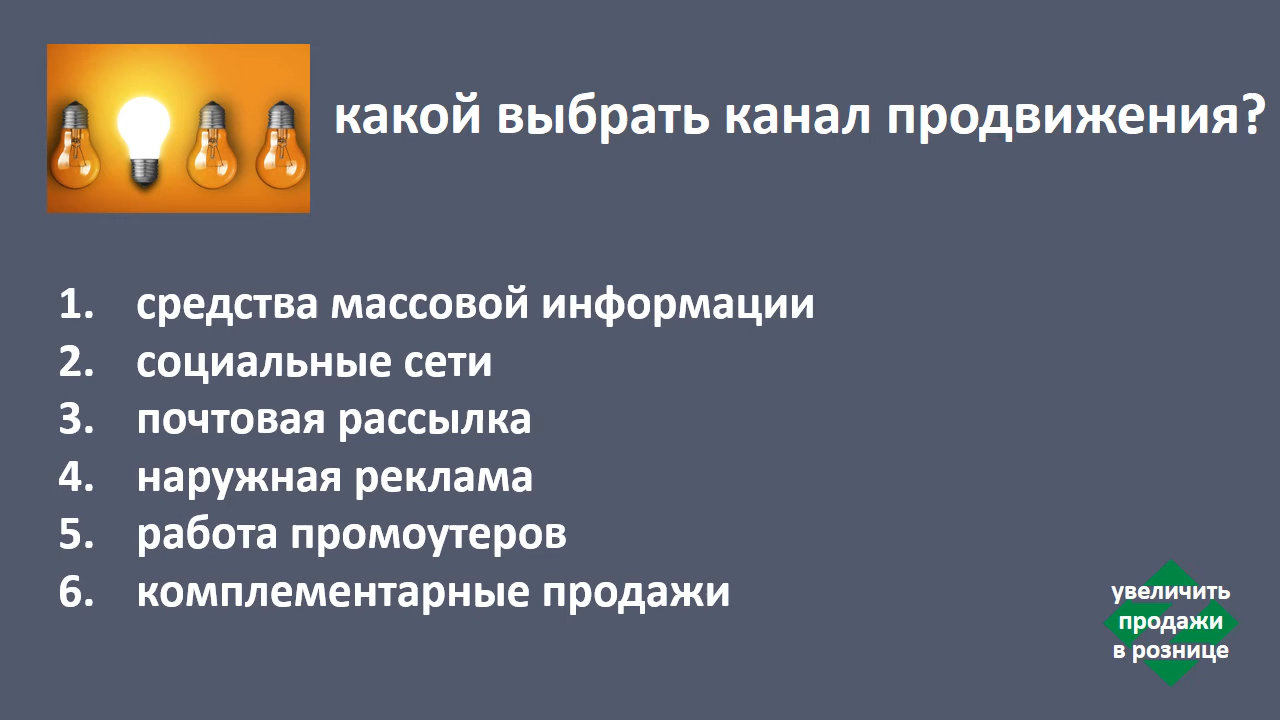 какой выбрать канал продвижения?
1. средства массовой информации
2. социальные сети
3. почтовая рассылка
4. наружная реклама
5. работа промоутеров
6. комплементарные продажи
увеличить
продажи
в рознице